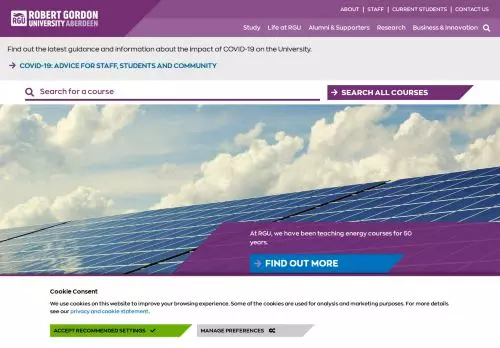 RGU ROBERT GORDON
UNIVERSITY ABERDEEN
ABOUT | STAFF | CURRENT STUDENTS | CONTACT US
Study Life at RGU Alumni & Supporters Research Business & Innovation
Find out the latest guidance and information about the impact of COVID-19 on the University.
COVID-19: ADVICE FOR STAFF, STUDENTS AND COMMUNITY
Search for a course
SEARCH ALL COURSES
At RGU, we have been teaching energy courses for 50
years.
FIND OUT MORE
Cookie Consent
We use cookies on this website to improve your browsing experience. Some of the cookies are used for analysis and marketing purposes. For more details
see our privacy and cookie statement.
ACCEPT RECOMMENDED SETTINGS
MANAGE PREFERENCES